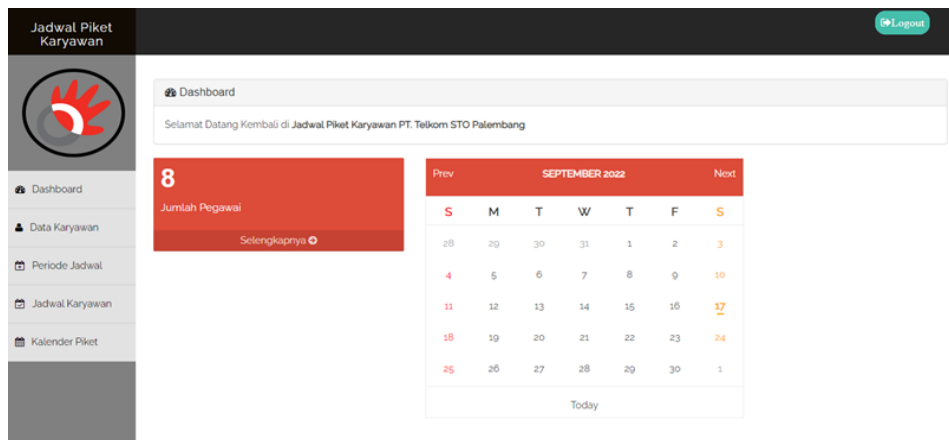 Jadwal Piket
Karyawan
Logout
Dashboard
Data Karyawan
Periode Jadwal
Jadwal Karyawan
Kalender Piket
Dashboard
Selamat Datang Kembali di Jadwal Piket Karyawan PT. Telkom STO Palembang
8
Jumlah Pegawai
Selengkapnya
Prev SEPTEMBER 2022 Next
S M T W T F S
28 29 30 31 1 2 3
4 5 6 7 8 9 10
11 12 13 14 15 16 17
18 19 20 21 22 23 24
25 26 27 28 29 30 1
Today